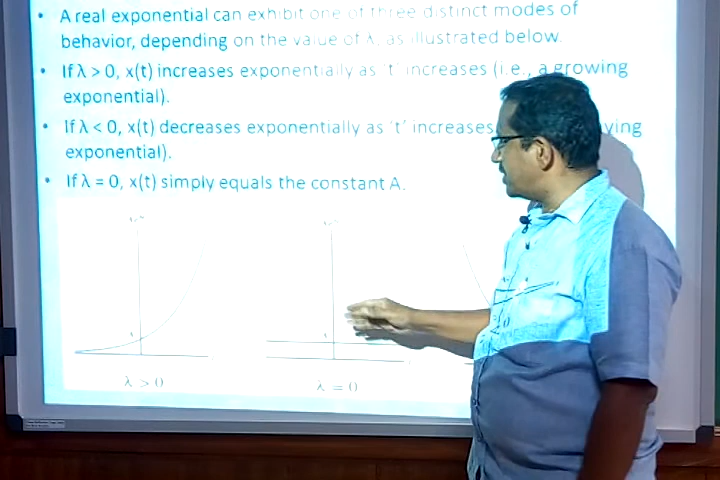 • A real exponential can exhibit one of three distinct modes of
behavior, depending on the value of λ, as illustrated below.
• If λ > 0, x(t) increases exponentially as 't' increases (i.e., a growing
exponential).
• If λ < 0, x(t) decreases exponentially as 't' increases
exponential).
• If λ = 0, x(t) simply equals the constant A.
λ > 0
λ = 0